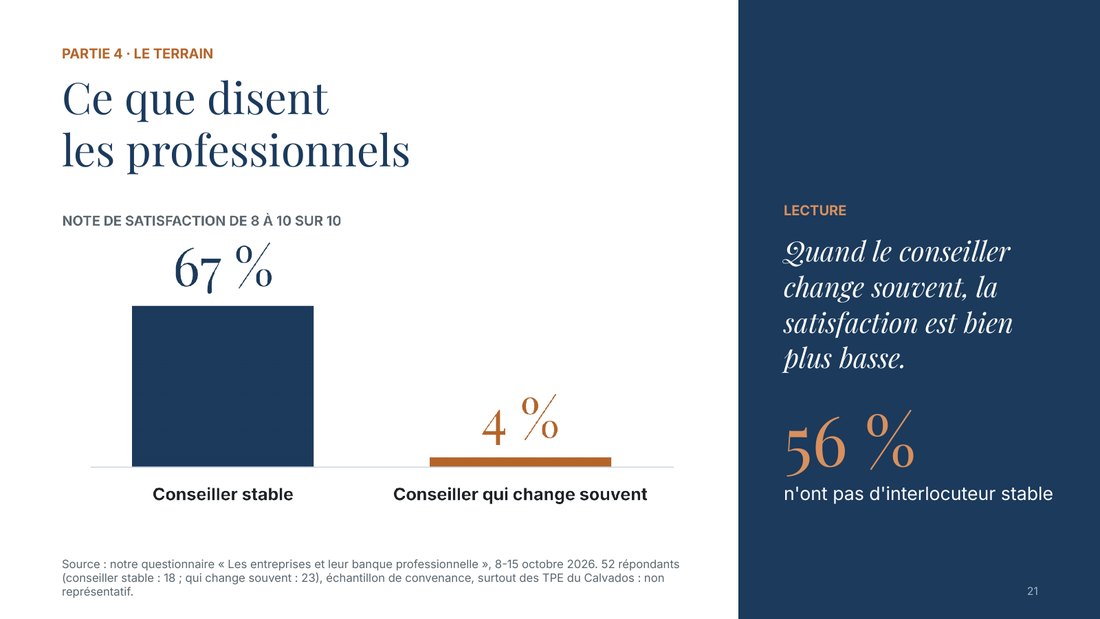 PARTIE 4 · LE TERRAIN
Ce que disent
les professionnels
NOTE DE SATISFACTION DE 8 À 10 SUR 10
67 %
4 %
Conseiller stable
Conseiller qui change souvent
Source : notre questionnaire « Les entreprises et leur banque professionnelle », 8-15 octobre 2026. 52 répondants
(conseiller stable : 18 ; qui change souvent : 23), échantillon de convenance, surtout des TPE du Calvados : non
représentatif.
LECTURE
Quand le conseiller
change souvent, la
satisfaction est bien
plus basse.
56 %
n'ont pas d'interlocuteur stable
21